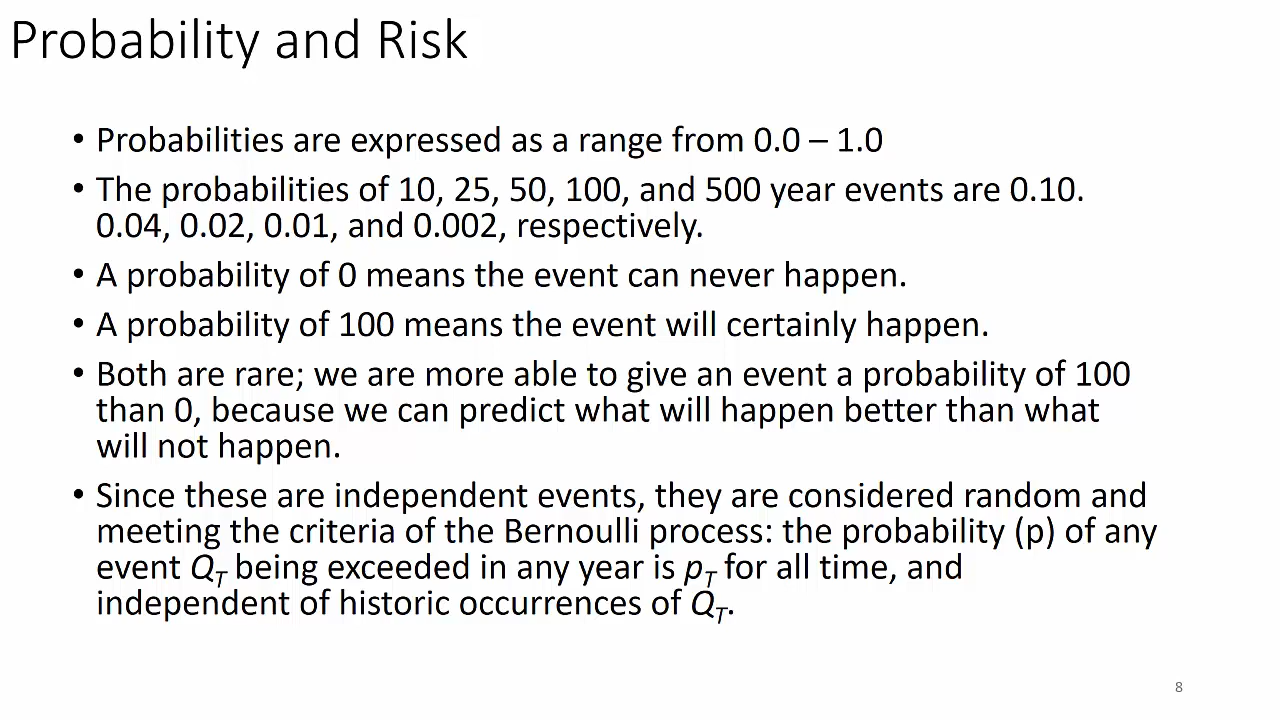 Probability and Risk
• Probabilities are expressed as a range from 0.0 – 1.0
• The probabilities of 10, 25, 50, 100, and 500 year events are 0.10.
0.04, 0.02, 0.01, and 0.002, respectively.
• A probability of 0 means the event can never happen.
• A probability of 100 means the event will certainly happen.
• Both are rare; we are more able to give an event a probability of 100
than 0, because we can predict what will happen better than what
will not happen.
• Since these are independent events, they are considered random and
meeting the criteria of the Bernoulli process: the probability (p) of any
event Q_T being exceeded in any year is p_T for all time, and
independent of historic occurrences of Q_T.
8